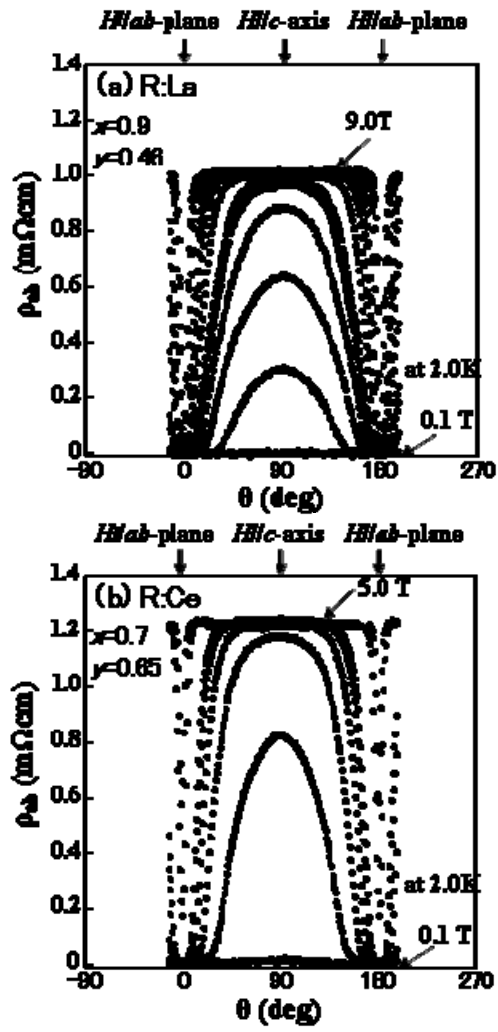 H//ab-plane H//c-axis H//ab-plane
1.4
(a) R:La
x=0.9
y=0.46
9.0T
1.2
1.0
0.8
0.6
0.4
0.2
0
ρab (mΩcm)
at 2.0K
0.1 T
-90 0 90 180 270
θ (deg)
H//ab-plane H//c-axis H//ab-plane
1.4
(b) R:Ce
x=0.7
y=0.65
5.0 T
1.2
1.0
0.8
0.6
0.4
0.2
0
ρab (mΩcm)
at 2.0K
0.1 T
-90 0 90 180 270
θ (deg)